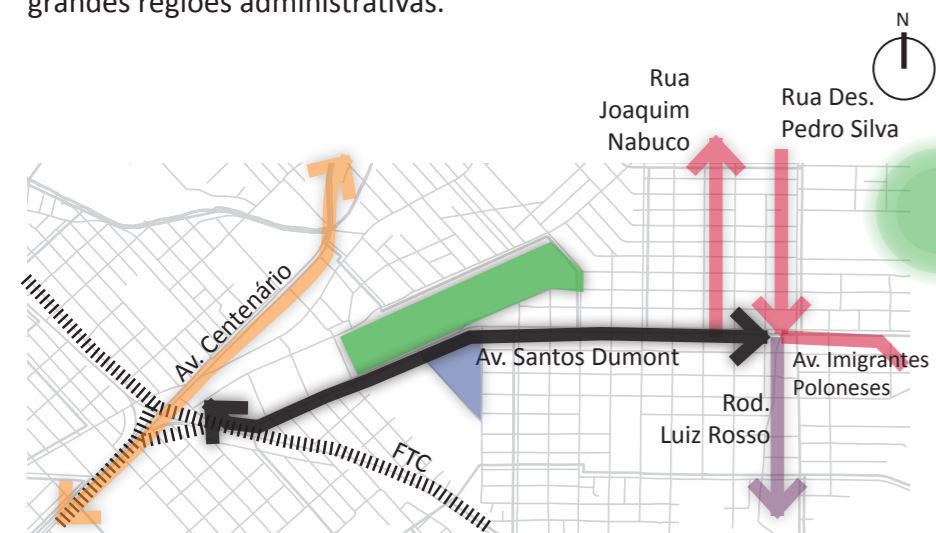 grandes regiões administrativas.
N
Rua
Joaquim
Nabuco
Rua Des.
Pedro Silva
Av. Centenário
Av. Santos Dumont
Av. Imigrantes
Poloneses
Rod.
Luiz Rosso
FTC